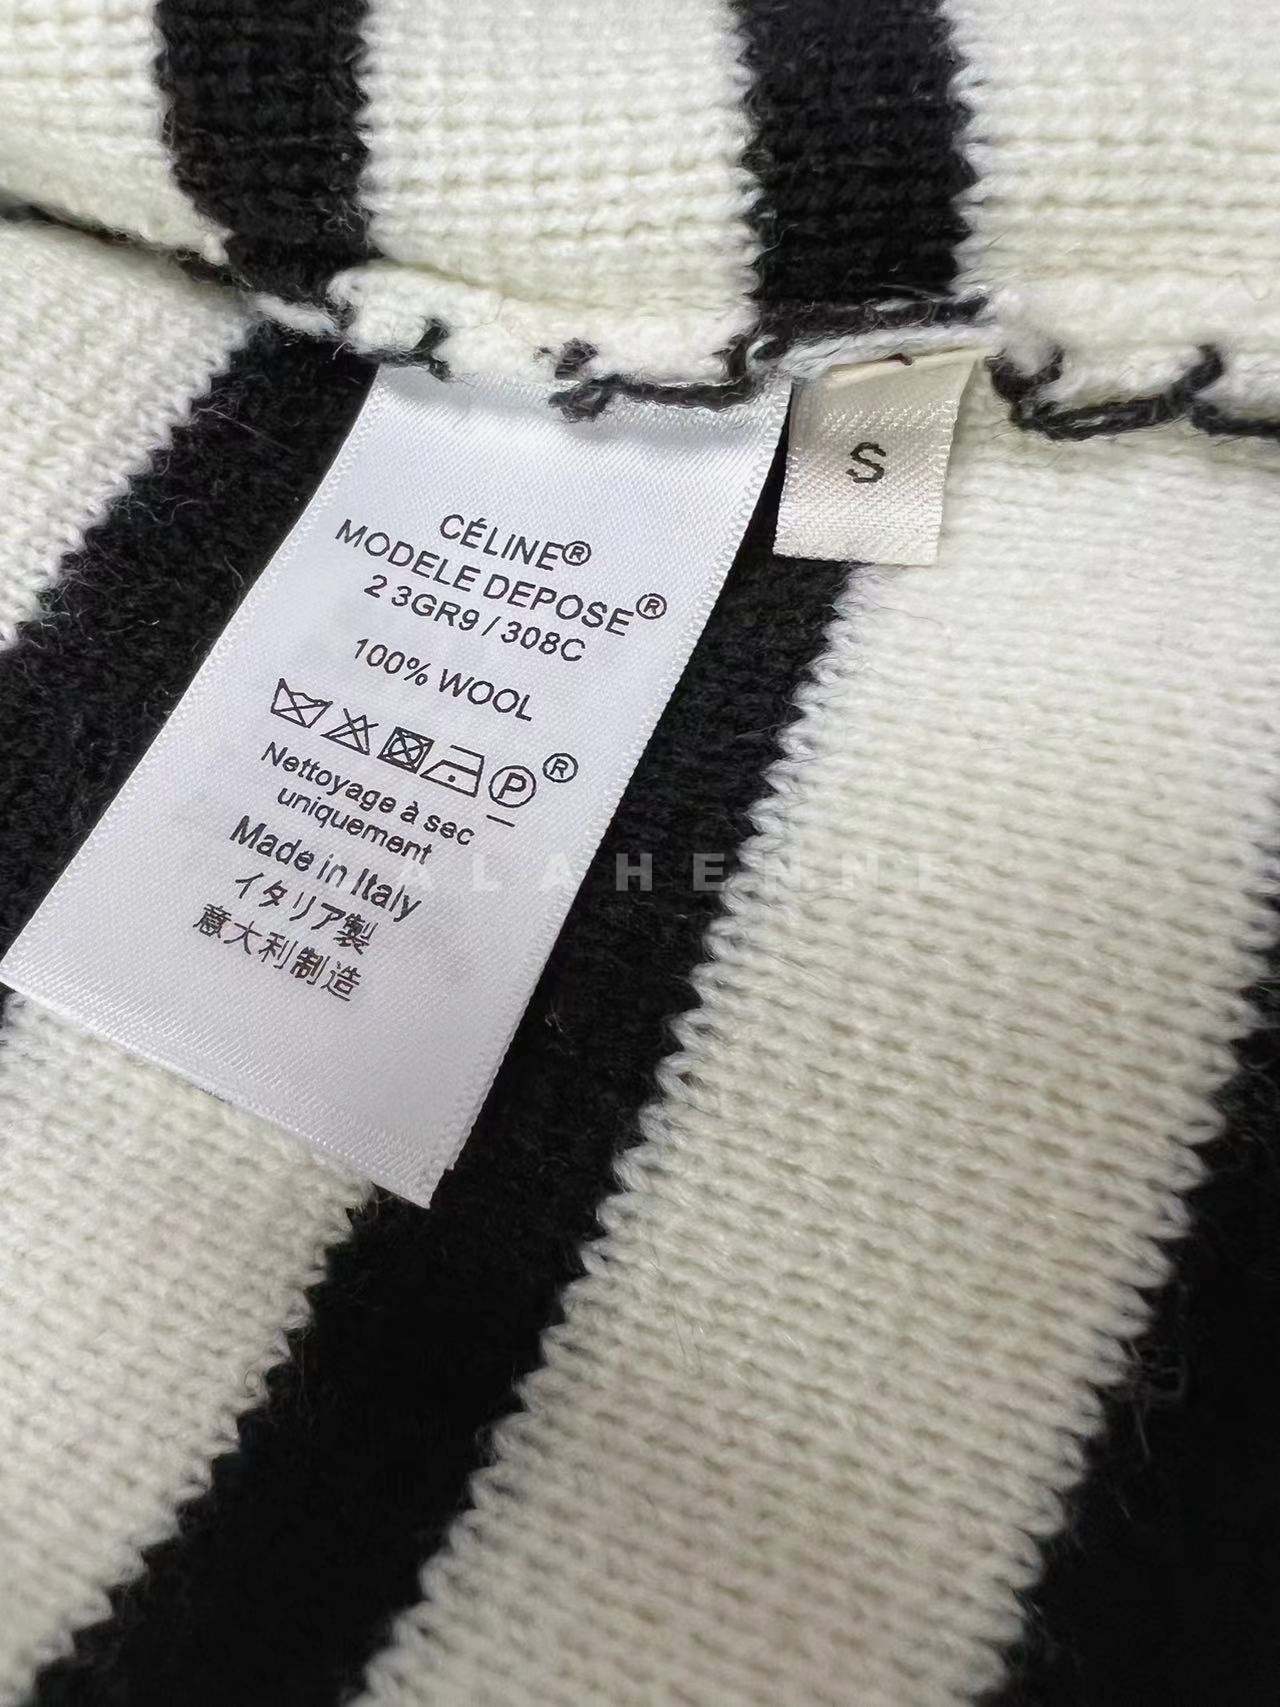 S
CÉLINE®
MODELE DEPOSE®
2 3GR9 / 308C
100% WOOL
P ®
Nettoyage à sec
uniquement
Made in Italy
イタリア製
意大利制造
ALAHENNE